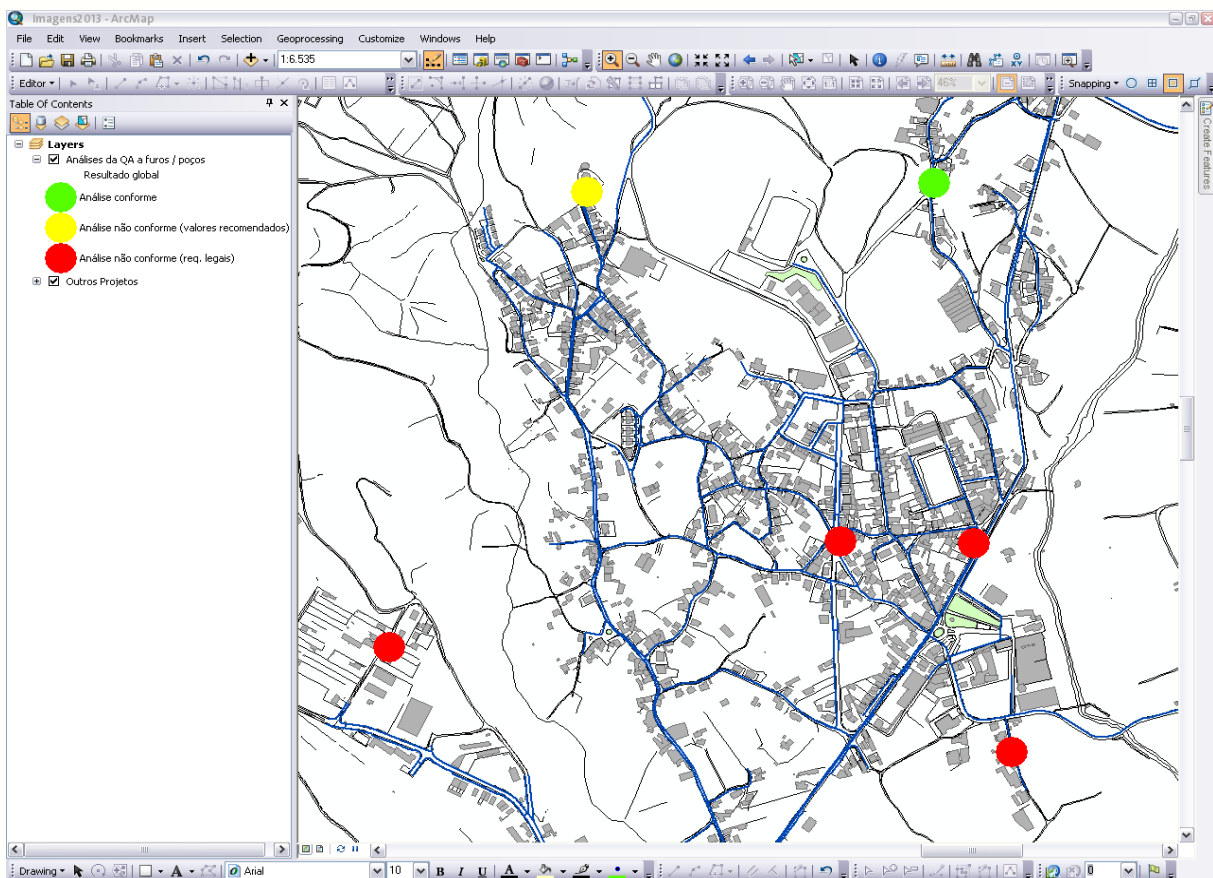 Imagens2013 - ArcMap
File Edit View Bookmarks Insert Selection Geoprocessing Customize Windows Help
1:6.535
Editor 46% Snapping
Table Of Contents
Create Features
Layers
Análises da QA a furos / poços
Resultado global
Análise conforme
Análise não conforme (valores recomendados)
Análise não conforme (req. legais)
Outros Projetos
Drawing A Arial 10 B I U A 0